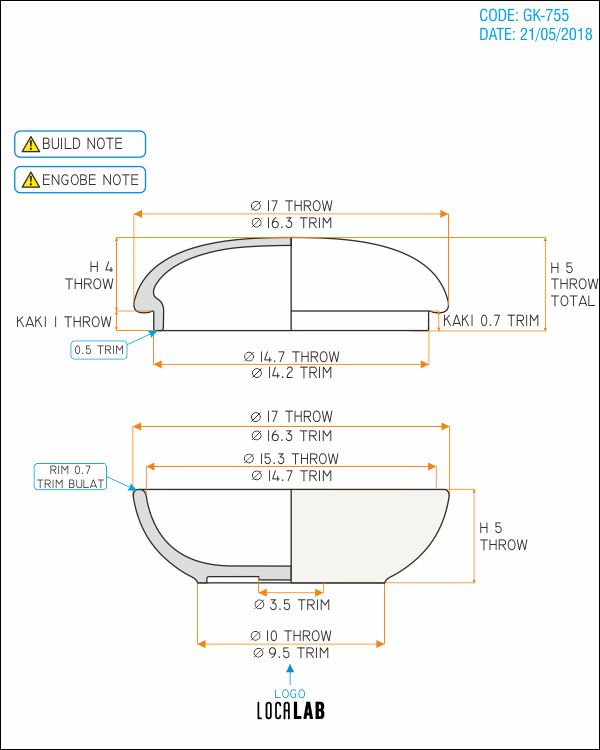 CODE: GK-755
DATE: 21/05/2018
BUILD NOTE
ENGOBE NOTE
Ø 17 THROW
Ø 16.3 TRIM
H 4
THROW
H 5
THROW
TOTAL
KAKI 1 THROW
KAKI 0.7 TRIM
0.5 TRIM
Ø 14.7 THROW
Ø 14.2 TRIM
Ø 17 THROW
Ø 16.3 TRIM
Ø 15.3 THROW
Ø 14.7 TRIM
RIM 0.7
TRIM BULAT
H 5
THROW
Ø 3.5 TRIM
Ø 10 THROW
Ø 9.5 TRIM
LOGO
LOCALAB